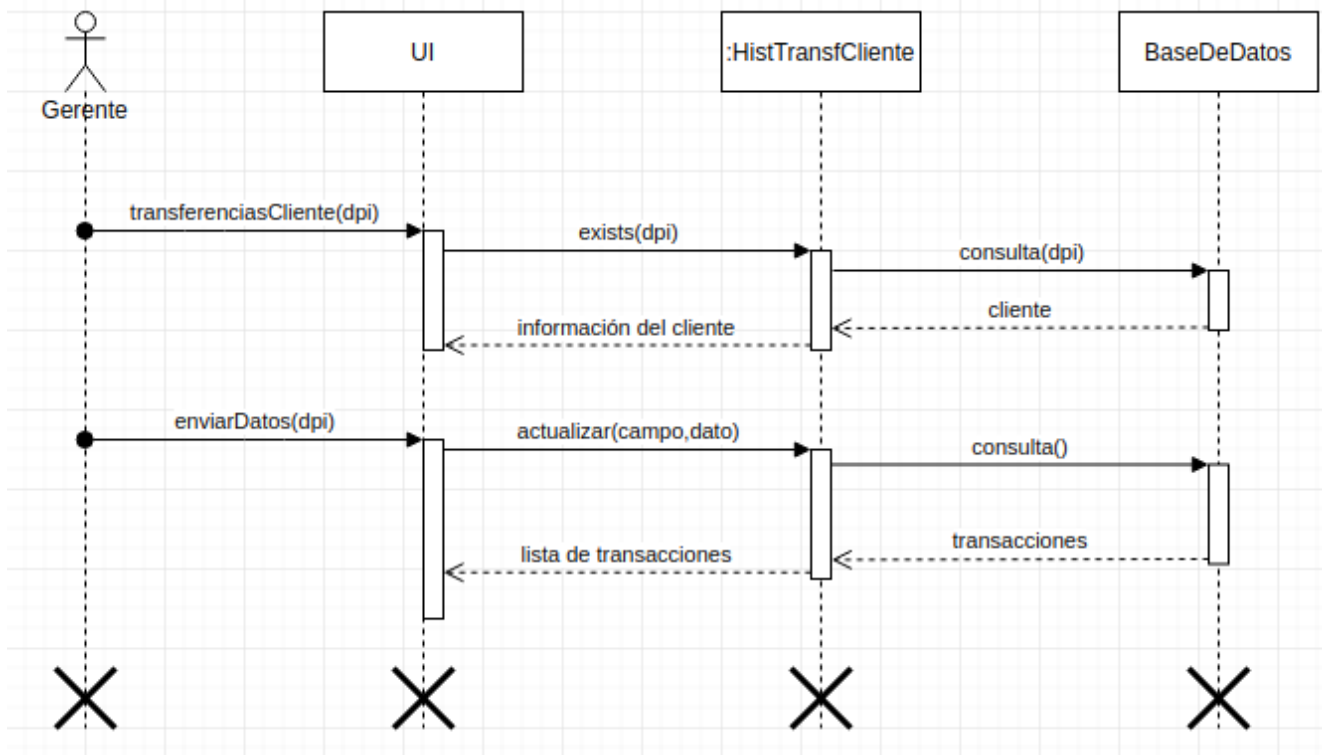 UI
:HistTransfCliente
BaseDeDatos
Gerente
transferenciasCliente(dpi)
exists(dpi)
consulta(dpi)
cliente
información del cliente
enviarDatos(dpi)
actualizar(campo,dato)
consulta()
transacciones
lista de transacciones